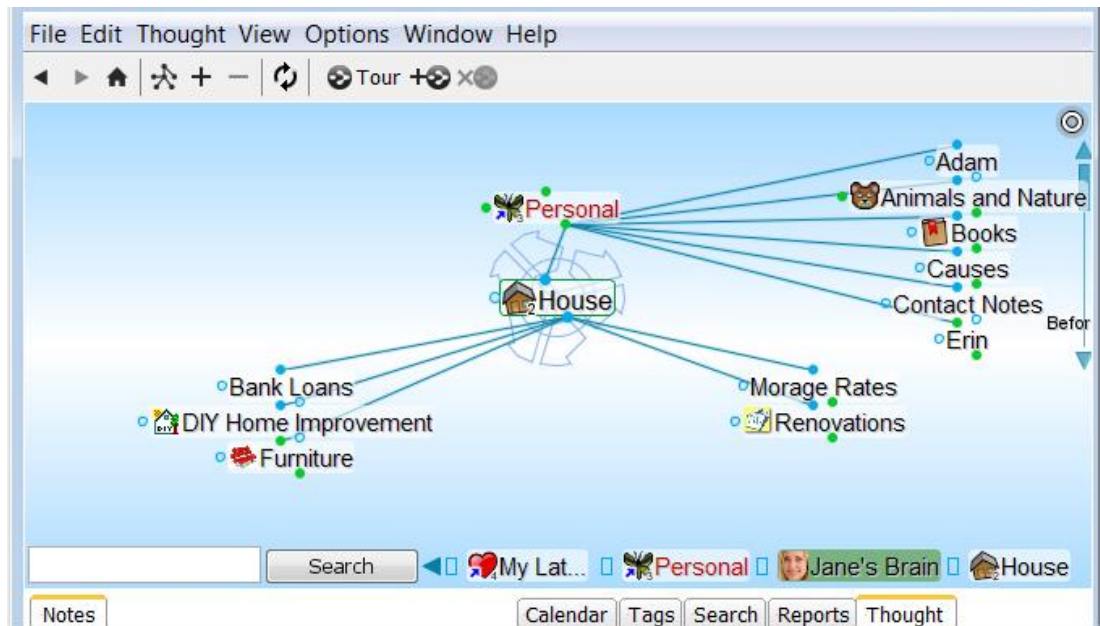 File Edit Thought View Options Window Help
Tour
Adam
Animals and Nature
Personal
Books
Causes
House
2
Contact Notes
Befor
Erin
Bank Loans
Morage Rates
DIY Home Improvement
Renovations
Furniture
Search My Lat... Personal Jane's Brain House
Notes Calendar Tags Search Reports Thought